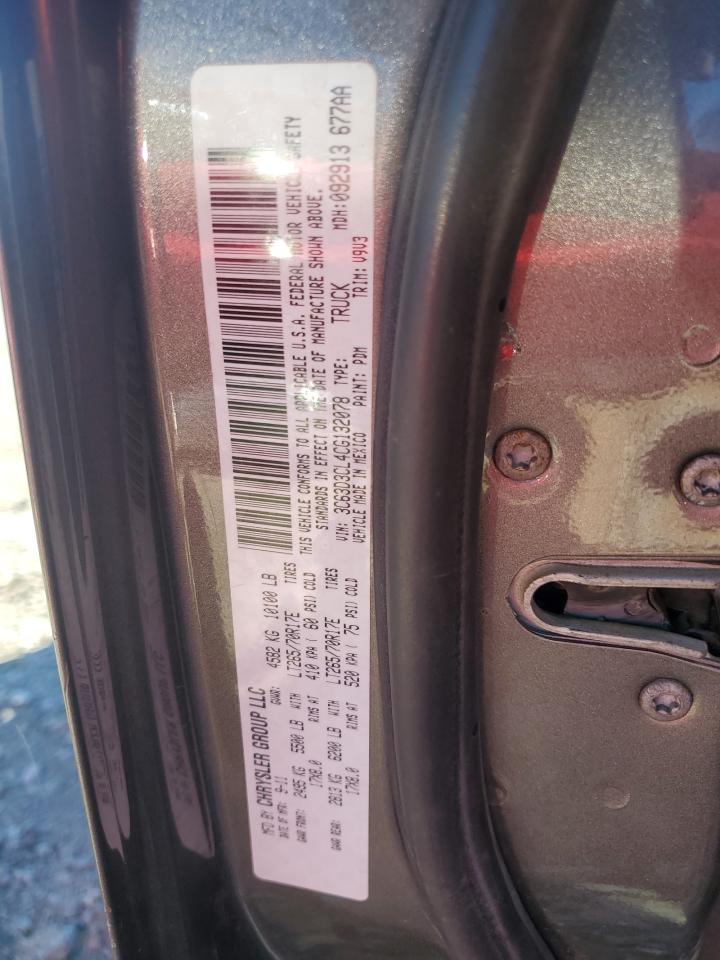 MFD BY CHRYSLER GROUP LLC
DATE OF MFR: 9-11 GVWR: 4582 KG 10100 LB
GAWR FRONT: 2495 KG 5500 LB WITH LT265/70R17E TIRES
17X8.0 RIMS AT 410 KPA ( 60 PSI) COLD
GAWR REAR: 2813 KG 6200 LB WITH LT265/70R17E TIRES
17X8.0 RIMS AT 520 KPA ( 75 PSI) COLD
THIS VEHICLE CONFORMS TO ALL APPLICABLE U.S.A. FEDERAL MOTOR VEHICLE SAFETY
STANDARDS IN EFFECT ON THE DATE OF MANUFACTURE SHOWN ABOVE.
VIN: 3C63D3CL4CG132078 TYPE: TRUCK MDH:092913 677AA
VEHICLE MADE IN MEXICO PAINT: PDM TRIM: V9V3